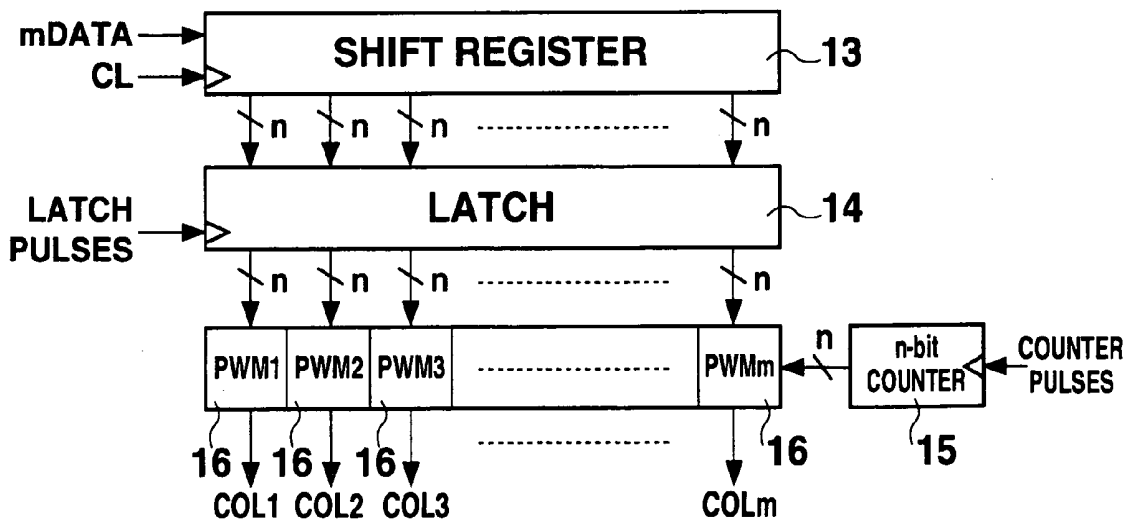 mDATA
CL
SHIFT REGISTER
13
n n n n
LATCH
PULSES
LATCH
14
n n n n
PWM1 PWM2 PWM3 PWMm
n
n-bit
COUNTER
COUNTER
PULSES
16 16 16 16 15
COL1 COL2 COL3 COLm